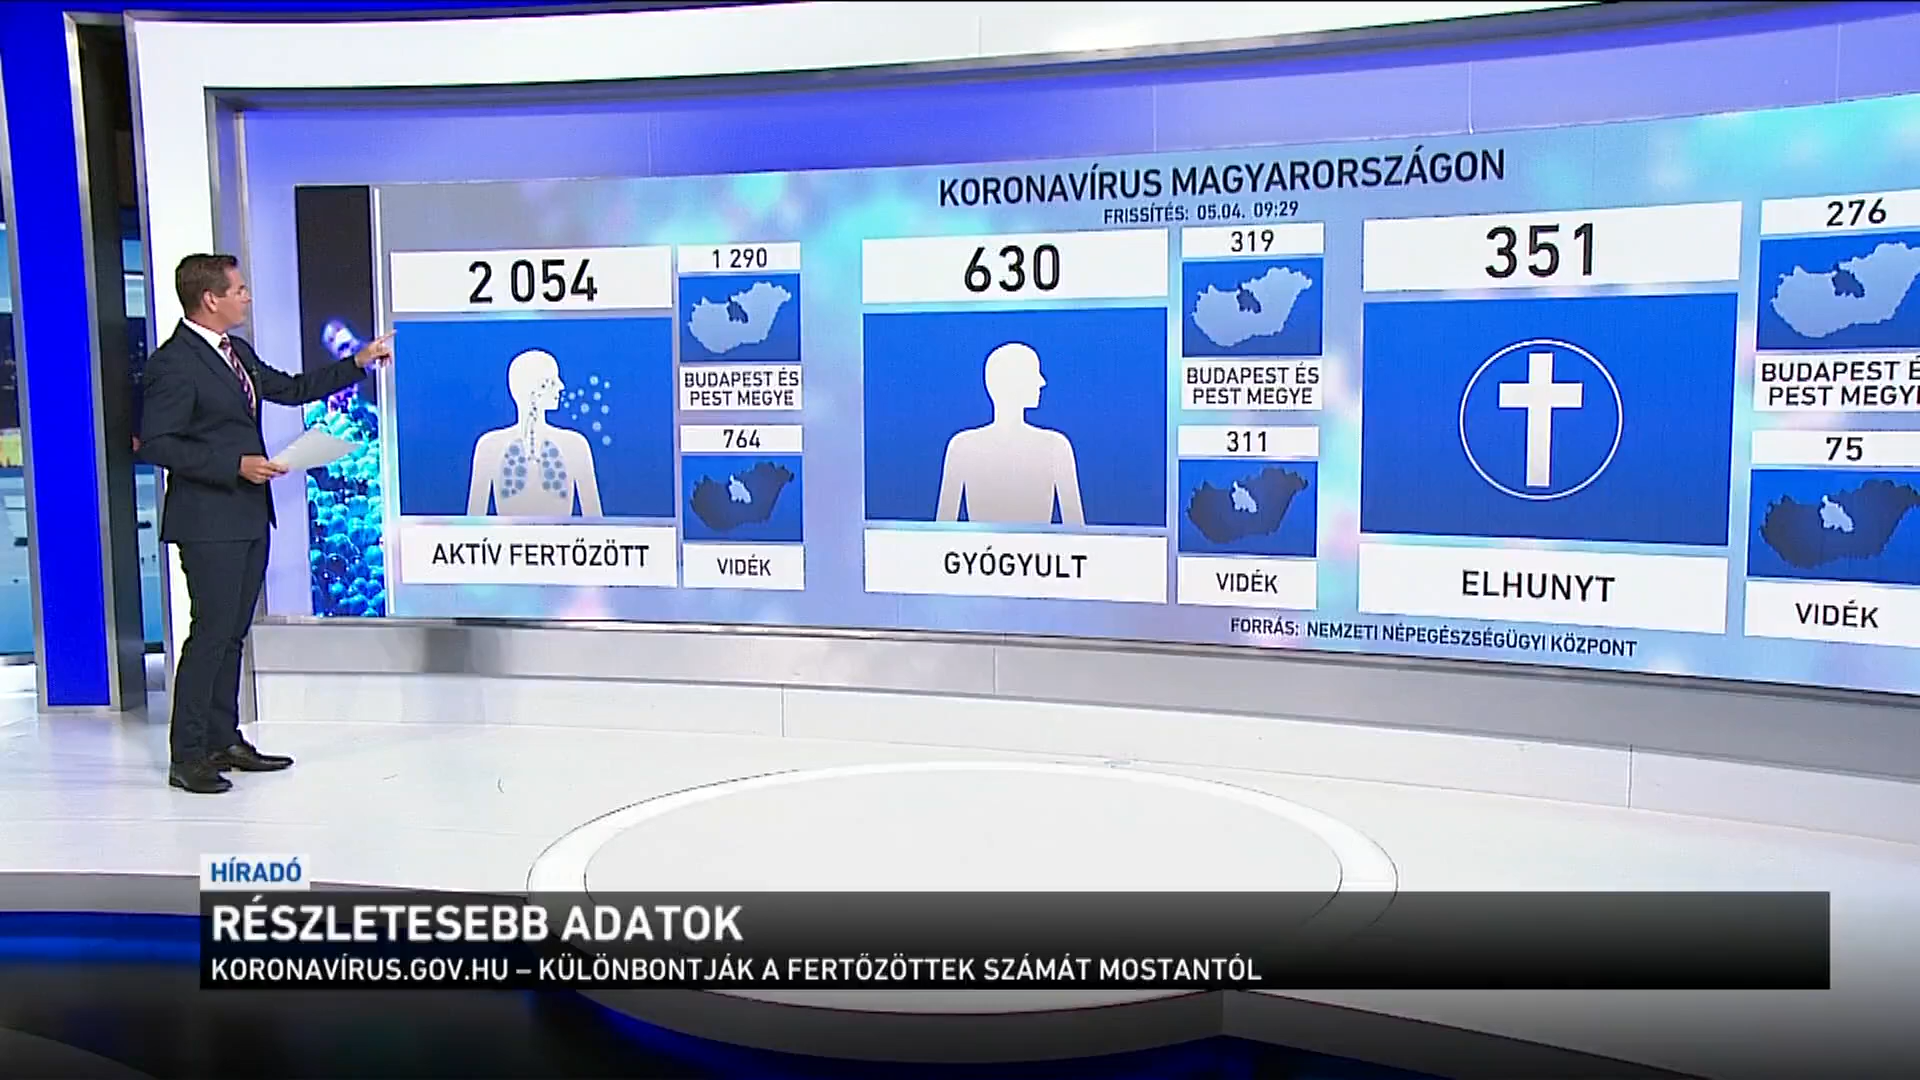 KORONAVÍRUS MAGYARORSZÁGON
FRISSÍTÉS: 05.04. 09:29
2 054
AKTÍV FERTŐZÖTT
1 290
BUDAPEST ÉS
PEST MEGYE
764
VIDÉK
630
GYÓGYULT
319
BUDAPEST ÉS
PEST MEGYE
311
VIDÉK
351
ELHUNYT
276
BUDAPEST
PEST
75
VIDÉK
FORRÁS: NEMZETI NÉPEGÉSZSÉGÜGYI KÖZPONT
HÍRADÓ
RÉSZLETESEBB ADATOK
KORONAVÍRUS.GOV.HU – KÜLÖNBONTJÁK A FERTŐZÖTTEK SZÁMÁT MOSTANTÓL